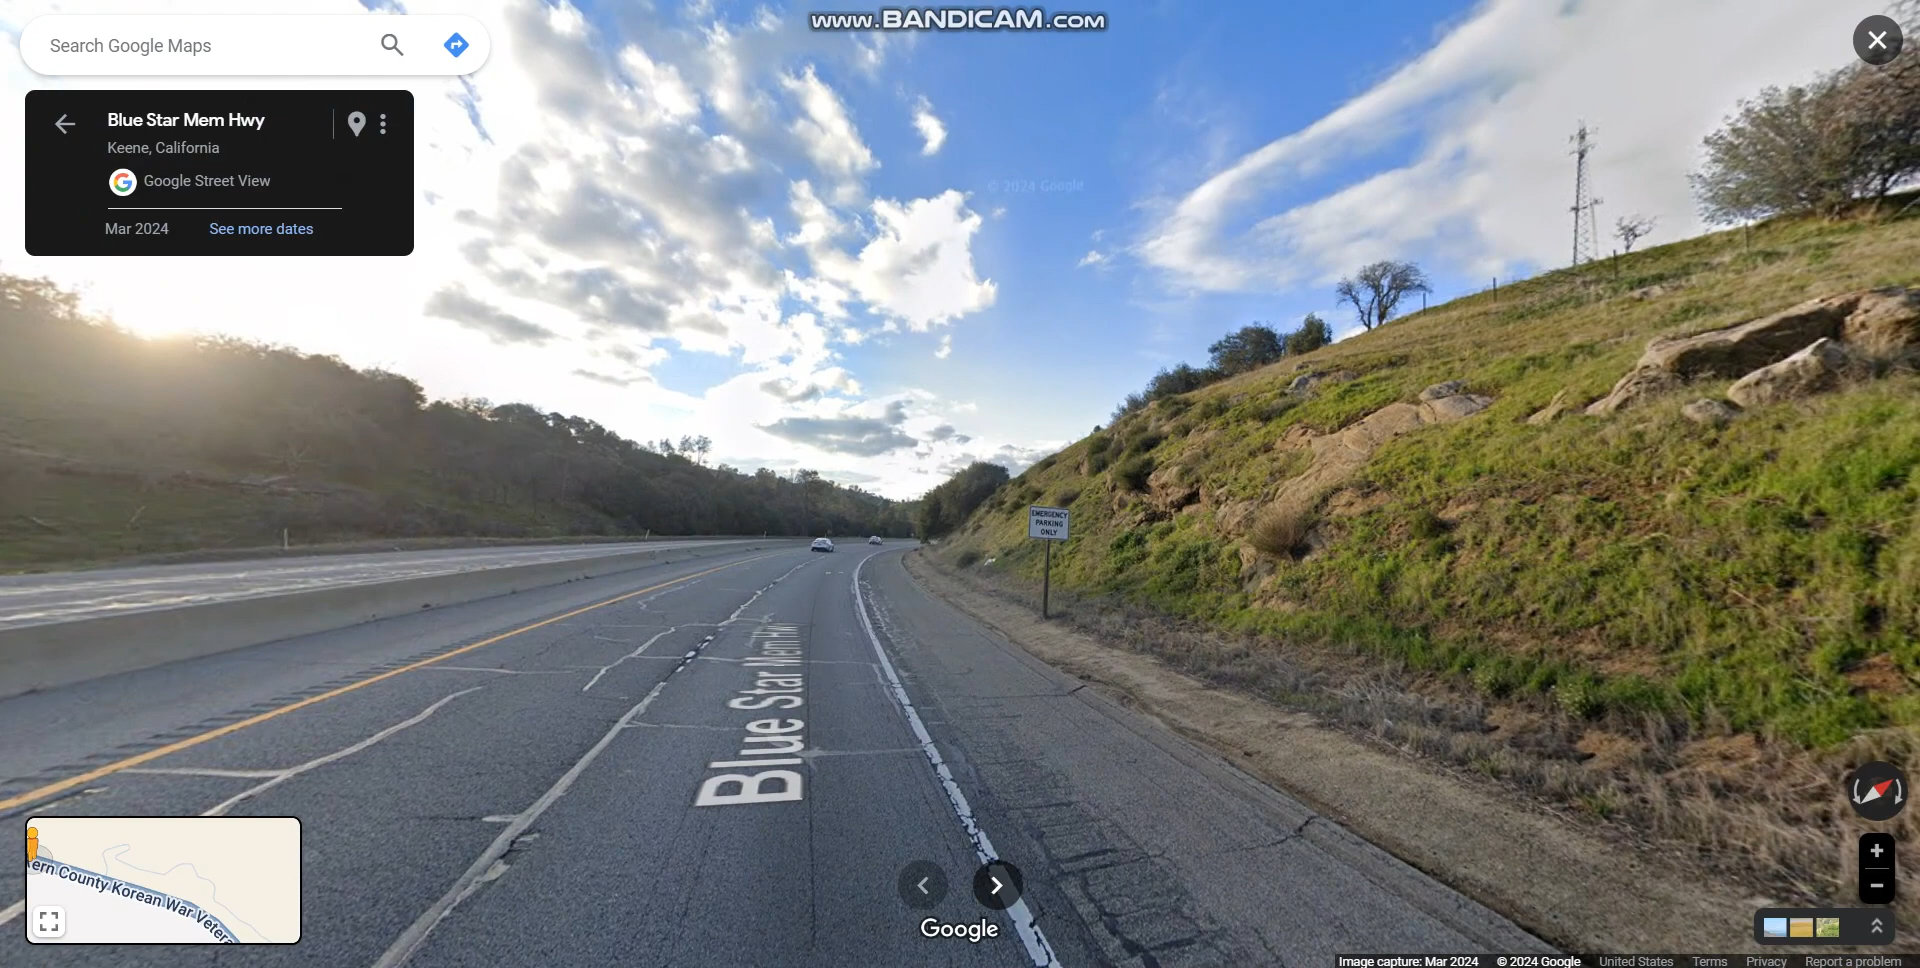 www.BANDICAM.com
Search Google Maps
Blue Star Mem Hwy
Keene, California
Google Street View
Mar 2024
See more dates
© 2024 Google
EMERGENCY
PARKING
ONLY
Blue Star Mem Hwy
ern County Korean War Vetera
Google
Image capture: Mar 2024 © 2024 Google United States Terms Privacy Report a problem